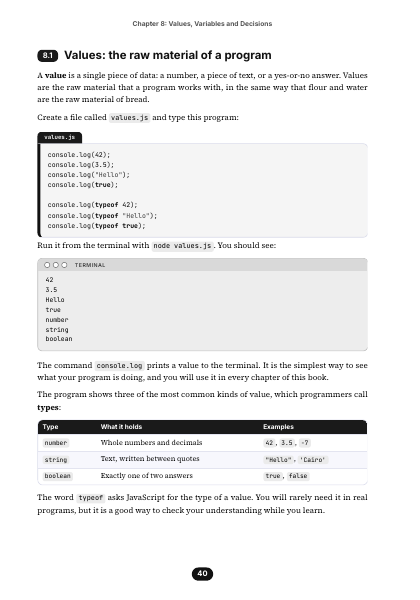 Chapter 8: Values, Variables and Decisions
8.1 Values: the raw material of a program
A value is a single piece of data: a number, a piece of text, or a yes-or-no answer. Values
are the raw material that a program works with, in the same way that flour and water
are the raw material of bread.
Create a file called values.js and type this program:
values.js
console.log(42);
console.log(3.5);
console.log("Hello");
console.log(true);
console.log(typeof 42);
console.log(typeof "Hello");
console.log(typeof true);
Run it from the terminal with node values.js. You should see:
TERMINAL
42
3.5
Hello
true
number
string
boolean
The command console.log prints a value to the terminal. It is the simplest way to see
what your program is doing, and you will use it in every chapter of this book.
The program shows three of the most common kinds of value, which programmers call
types:
Type What it holds Examples
number Whole numbers and decimals 42, 3.5, -7
string Text, written between quotes "Hello", 'Cairo'
boolean Exactly one of two answers true, false
The word typeof asks JavaScript for the type of a value. You will rarely need it in real
programs, but it is a good way to check your understanding while you learn.
40